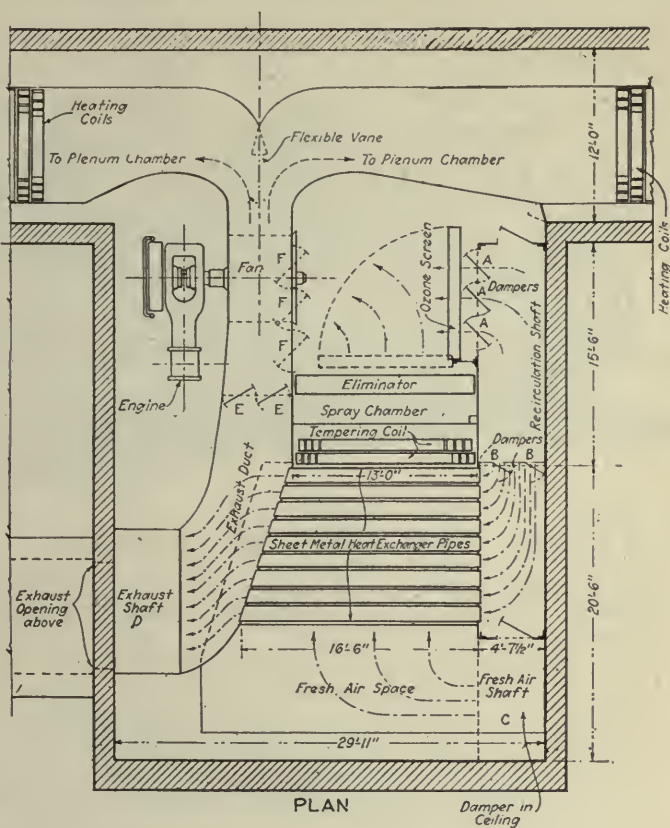 Heating
Coils
Flexible Vane
To Plenum Chamber
To Plenum Chamber
12'-0"
Heating Coils
Fan
F
F
F
Ozone Screen
A
Dampers
A
A
Recirculation Shaft
15'-6"
Engine
E
E
Eliminator
Spray Chamber
Tempering Coil
Dampers
B
B
13'-0"
Exhaust Duct
Sheet Metal Heat Exchanger Pipes
Exhaust
Opening
above
Exhaust
Shaft
D
20'-6"
16'-6"
4'-7½"
Fresh Air Space
Fresh Air
Shaft
C
29'-11"
PLAN
Damper in
Ceiling